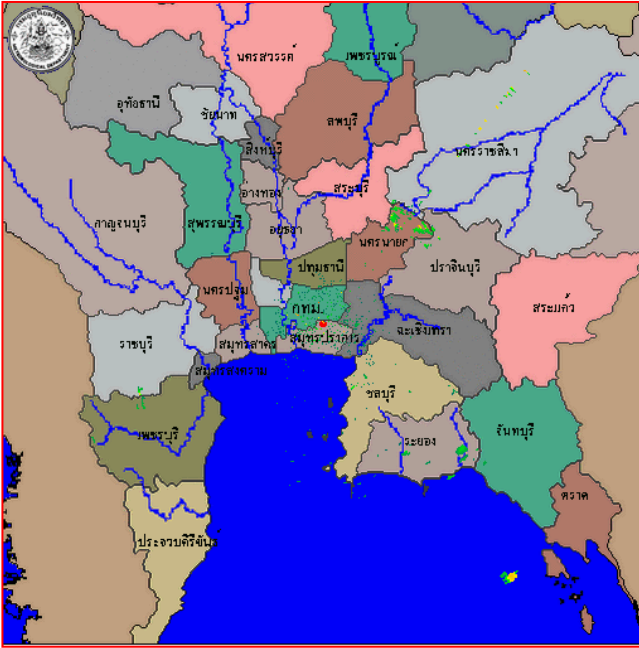 นครสวรรค์
เพชรบูรณ์
อุทัยธานี
ชัยนาท
ลพบุรี
สิงห์บุรี
นครราชสีมา
สระบุรี
อ่างทอง
กาญจนบุรี
สุพรรณบุรี
อยุธยา
นครนายก
ปทุมธานี
ปราจีนบุรี
นครปฐม
กทม.
สระแก้ว
ราชบุรี
สมุทรสาคร
สมุทรปราการ
ฉะเชิงเทรา
สมุทรสงคราม
ชลบุรี
เพชรบุรี
ระยอง
จันทบุรี
ตราด
ประจวบคีรีขันธ์